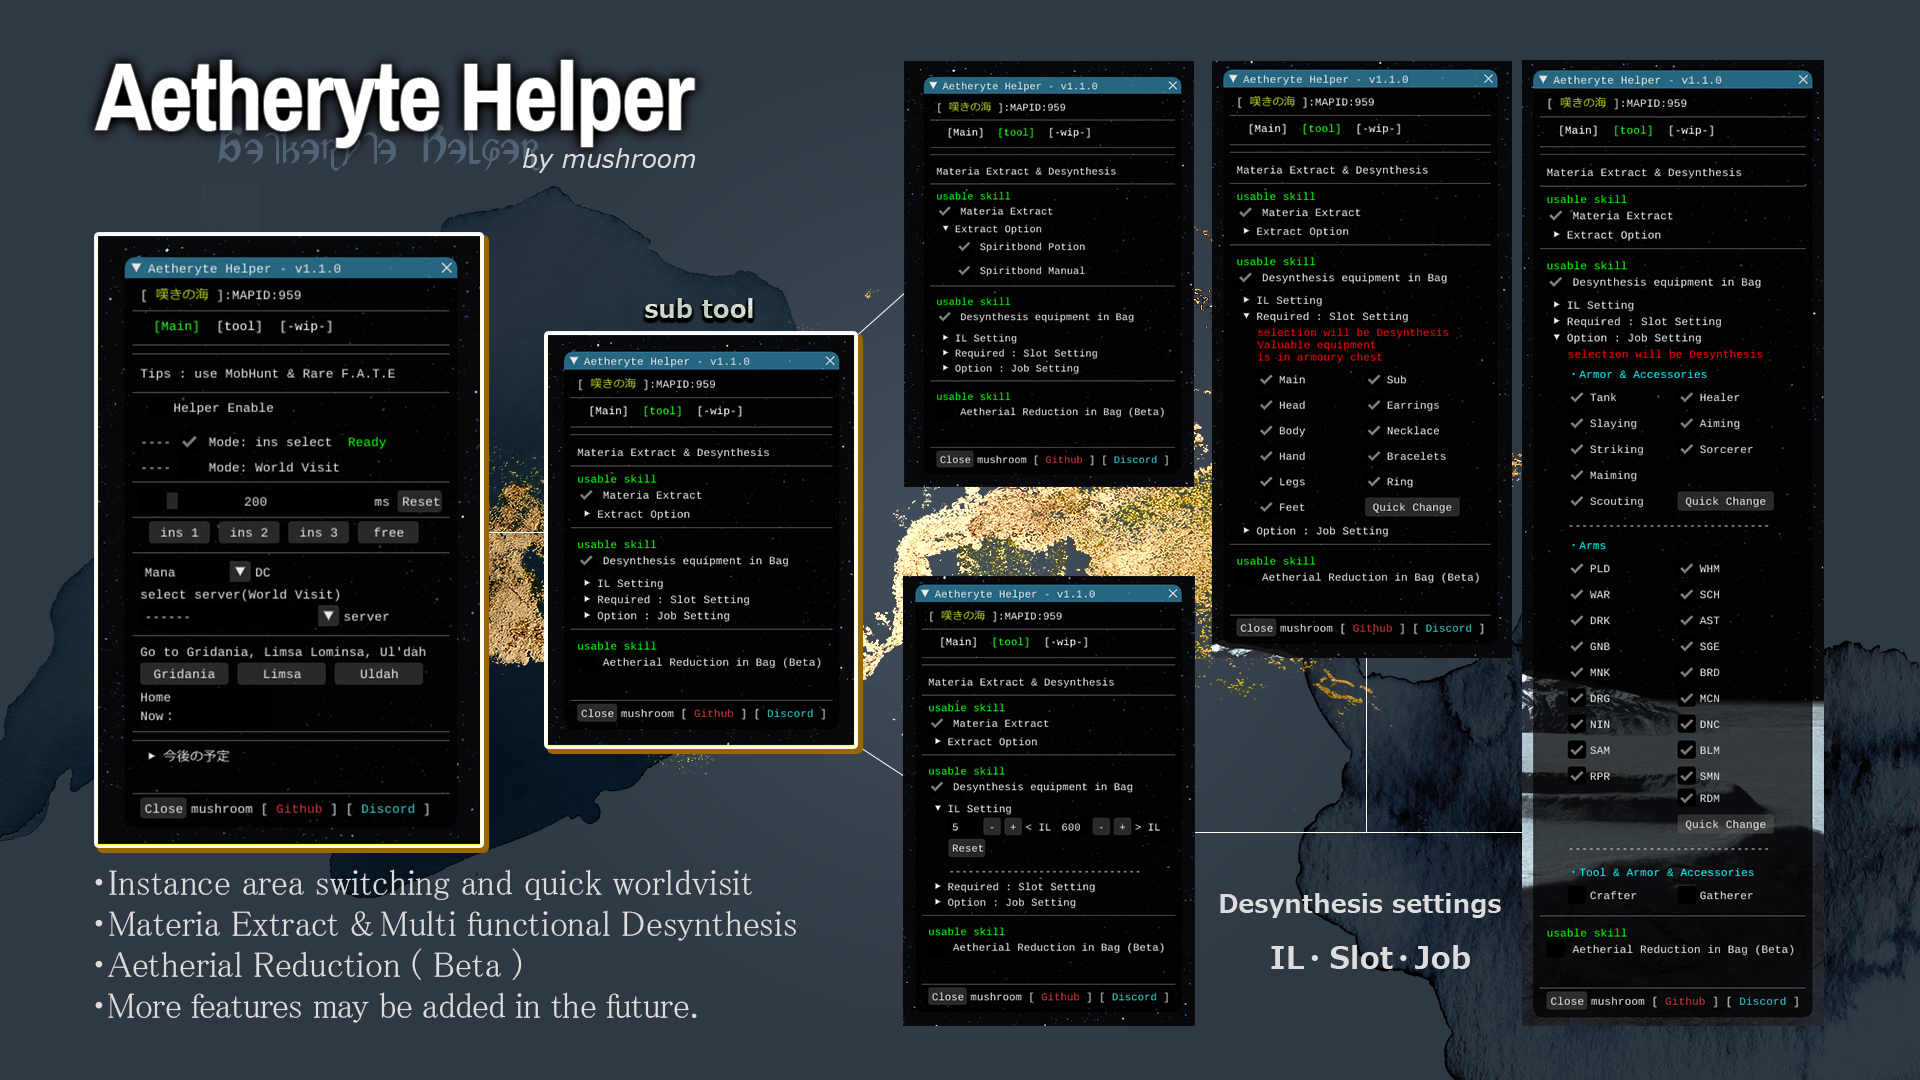 Aetheryte Helper
by mushroom
Aetheryte Helper - v1.1.0
[ 嘆きの海 ]:MAPID:959
[Main] [tool] [-wip-]
Tips : use MobHunt & Rare F.A.T.E
Helper Enable
---- Mode: ins select Ready
---- Mode: World Visit
200 ms Reset
ins 1 ins 2 ins 3 free
Mana DC
select server(World Visit)
------ server
Go to Gridania, Limsa Lominsa, Ul'dah
Gridania Limsa Uldah
Home
Now :
今後の予定
Close mushroom [ Github ] [ Discord ]
・Instance area switching and quick worldvisit
・Materia Extract & Multi functional Desynthesis
・Aetherial Reduction ( Beta )
・More features may be added in the future.
sub tool
Aetheryte Helper - v1.1.0
[ 嘆きの海 ]:MAPID:959
[Main] [tool] [-wip-]
Materia Extract & Desynthesis
usable skill
Materia Extract
Extract Option
usable skill
Desynthesis equipment in Bag
IL Setting
Required : Slot Setting
Option : Job Setting
usable skill
Aetherial Reduction in Bag (Beta)
Close mushroom [ Github ] [ Discord ]
Aetheryte Helper - v1.1.0
[ 嘆きの海 ]:MAPID:959
[Main] [tool] [-wip-]
Materia Extract & Desynthesis
usable skill
Materia Extract
Extract Option
Spiritbond Potion
Spiritbond Manual
usable skill
Desynthesis equipment in Bag
IL Setting
Required : Slot Setting
Option : Job Setting
usable skill
Aetherial Reduction in Bag (Beta)
Close mushroom [ Github ] [ Discord ]
Aetheryte Helper - v1.1.0
[ 嘆きの海 ]:MAPID:959
[Main] [tool] [-wip-]
Materia Extract & Desynthesis
usable skill
Materia Extract
Extract Option
usable skill
Desynthesis equipment in Bag
IL Setting
5 - + < IL 600 - + > IL
Reset
------------------------------
Required : Slot Setting
Option : Job Setting
usable skill
Aetherial Reduction in Bag (Beta)
Close mushroom [ Github ] [ Discord ]
Aetheryte Helper - v1.1.0
[ 嘆きの海 ]:MAPID:959
[Main] [tool] [-wip-]
Materia Extract & Desynthesis
usable skill
Materia Extract
Extract Option
usable skill
Desynthesis equipment in Bag
IL Setting
Required : Slot Setting
selection will be Desynthesis
Valuable equipment
is in armoury chest
Main Sub
Head Earrings
Body Necklace
Hand Bracelets
Legs Ring
Feet Quick Change
Option : Job Setting
usable skill
Aetherial Reduction in Bag (Beta)
Close mushroom [ Github ] [ Discord ]
Desynthesis settings
IL・Slot・Job
Aetheryte Helper - v1.1.0
[ 嘆きの海 ]:MAPID:959
[Main] [tool] [-wip-]
Materia Extract & Desynthesis
usable skill
Materia Extract
Extract Option
usable skill
Desynthesis equipment in Bag
IL Setting
Required : Slot Setting
Option : Job Setting
selection will be Desynthesis
・Armor & Accessories
Tank Healer
Slaying Aiming
Striking Sorcerer
Maiming
Scouting Quick Change
------------------------------
・Arms
PLD WHM
WAR SCH
DRK AST
GNB SGE
MNK BRD
DRG MCN
NIN DNC
SAM BLM
RPR SMN
RDM
Quick Change
------------------------------
・Tool & Armor & Accessories
Crafter Gatherer
usable skill
Aetherial Reduction in Bag (Beta)
Close mushroom [ Github ] [ Discord ]